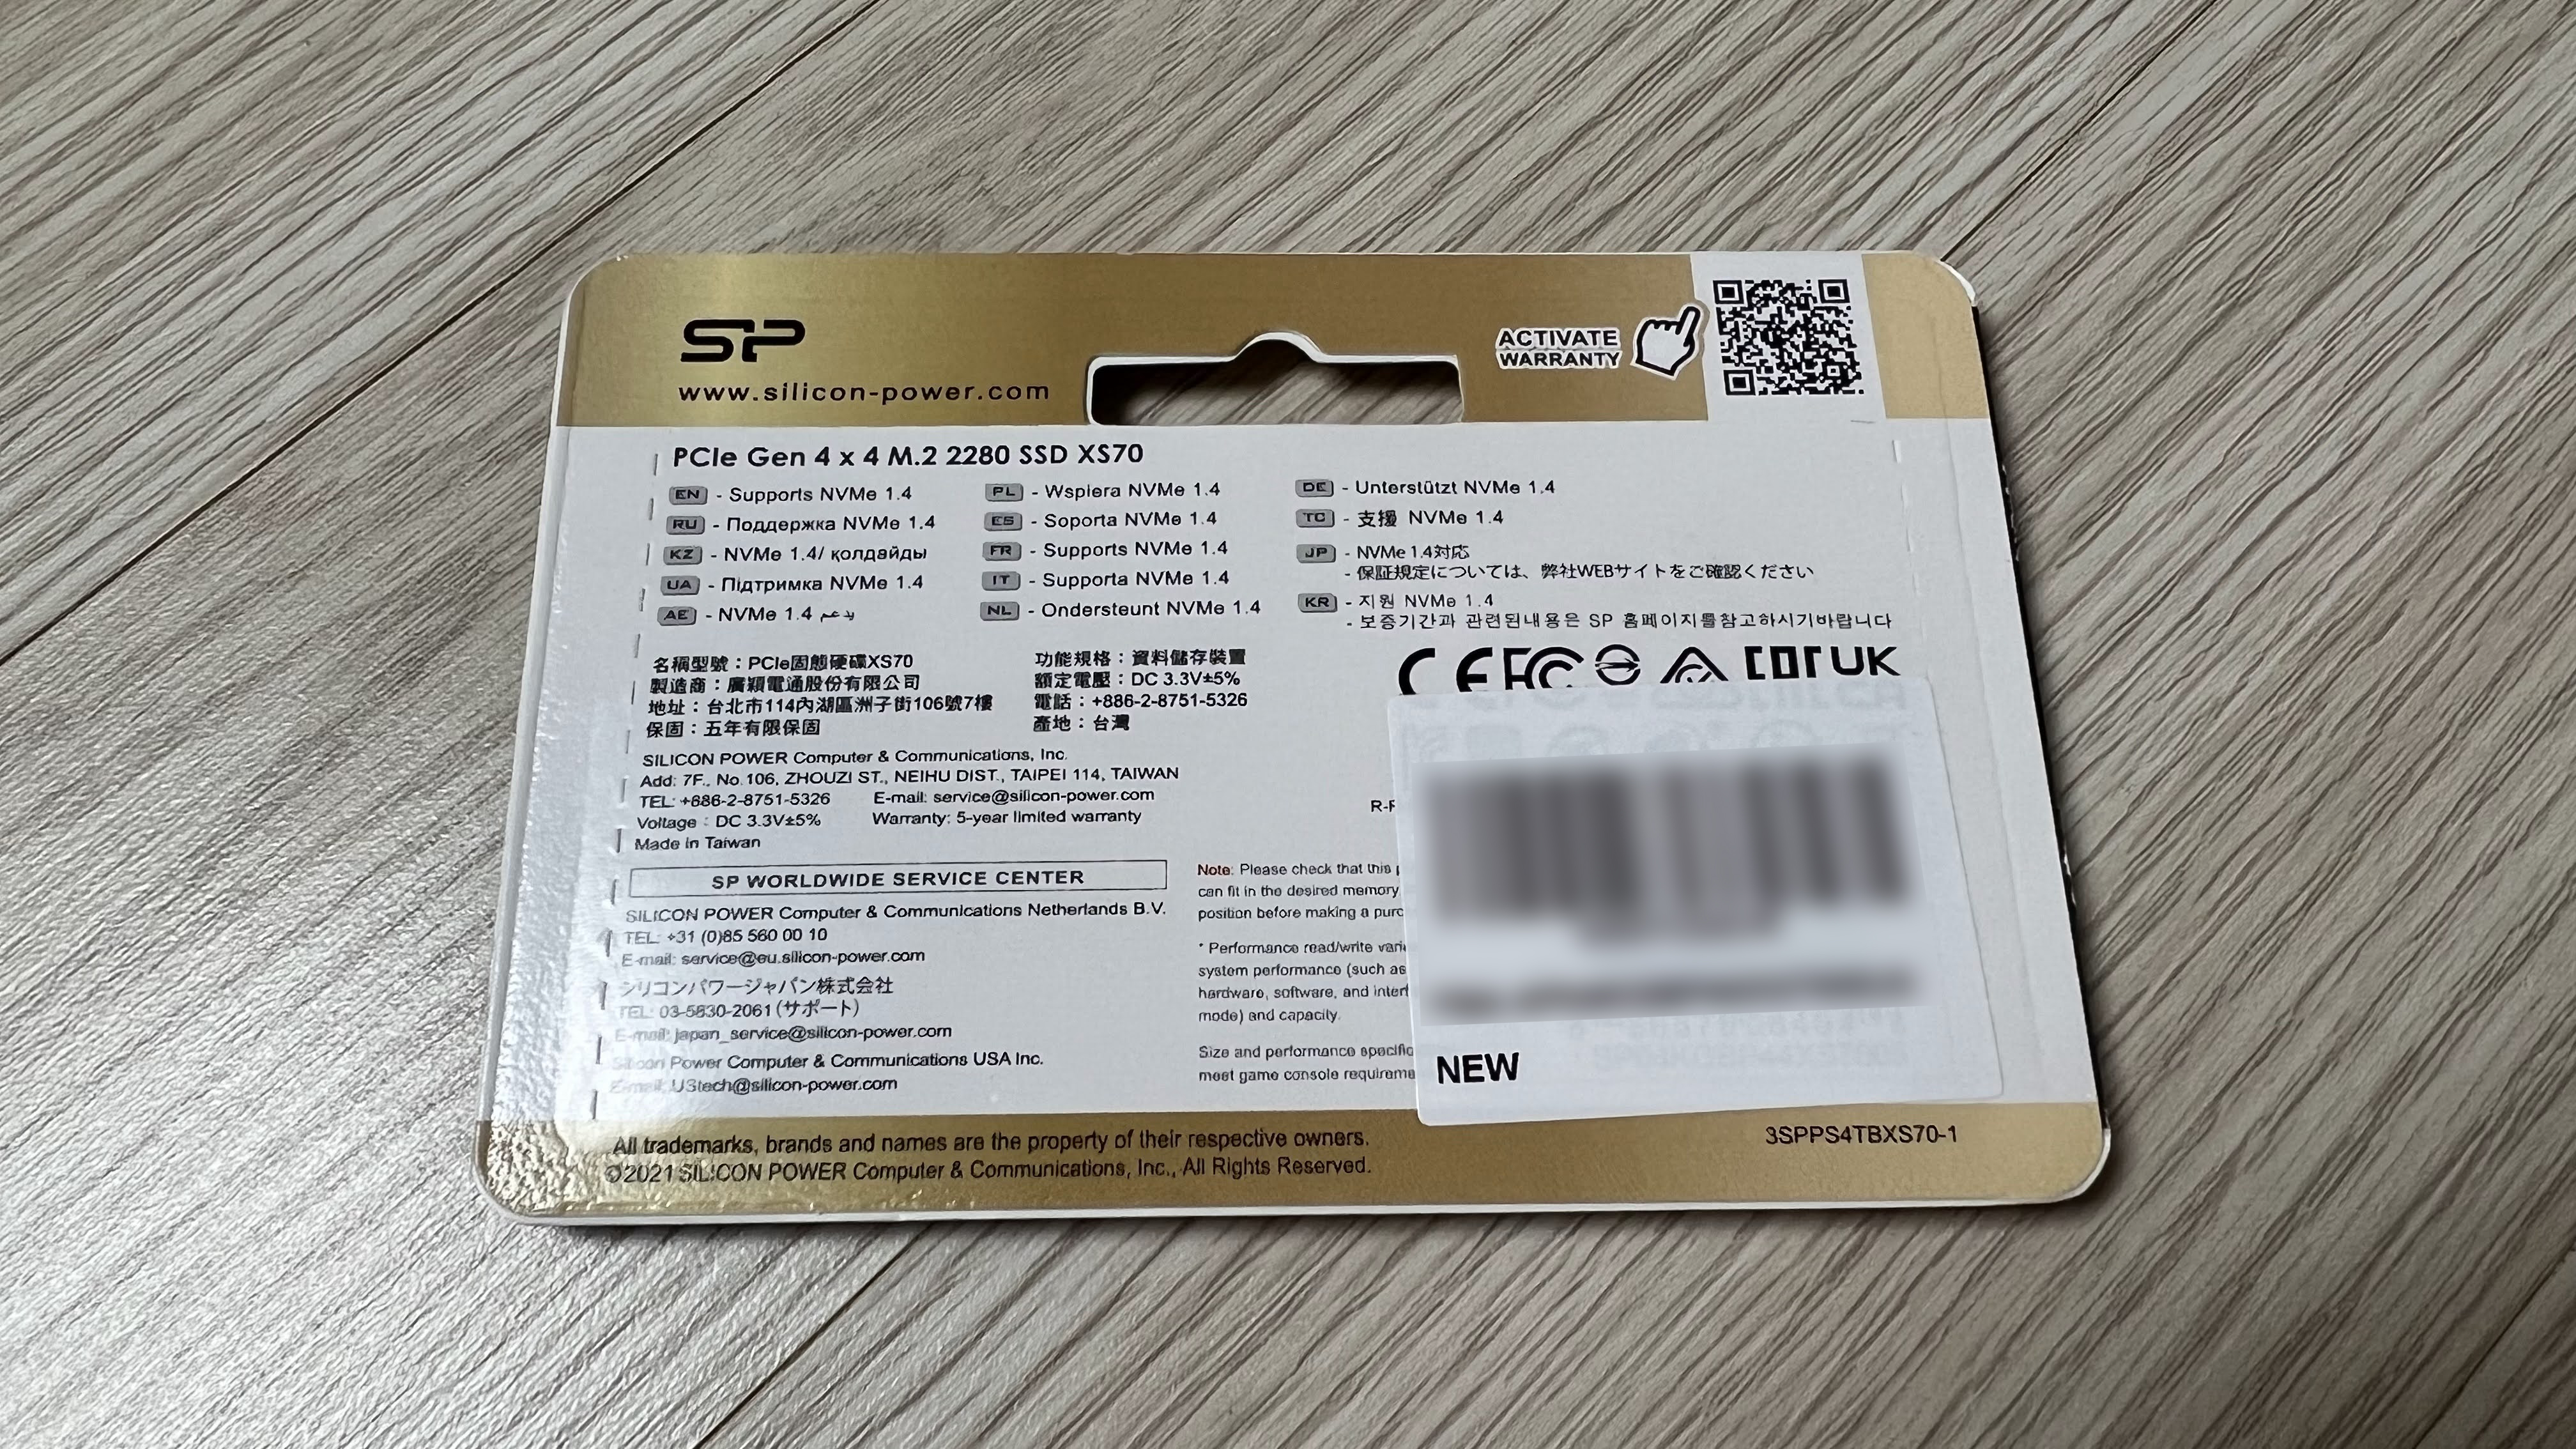 SP
www.silicon-power.com
ACTIVATE
WARRANTY
PCIe Gen 4 x 4 M.2 2280 SSD XS70
EN - Supports NVMe 1.4
RU - Поддержка NVMe 1.4
KZ - NVMe 1.4/ қолдайды
UA - Підтримка NVMe 1.4
AE - NVMe 1.4 يدعم
PL - Wspiera NVMe 1.4
ES - Soporta NVMe 1.4
FR - Supports NVMe 1.4
IT - Supporta NVMe 1.4
NL - Ondersteunt NVMe 1.4
DE - Unterstützt NVMe 1.4
TC - 支援 NVMe 1.4
JP - NVMe 1.4対応
- 保証規定については、弊社WEBサイトをご確認ください
KR - 지원 NVMe 1.4
- 보증기간과 관련된내용은 SP 홈페이지를참고하시기바랍니다
名稱型號：PCIe固態硬碟XS70
製造商：廣穎電通股份有限公司
地址：台北市114內湖區洲子街106號7樓
保固：五年有限保固
功能規格：資料儲存裝置
額定電壓：DC 3.3V±5%
電話：+886-2-8751-5326
產地：台灣
CE FC UK
SILICON POWER Computer & Communications, Inc.
Add: 7F., No.106, ZHOUZI ST., NEIHU DIST., TAIPEI 114, TAIWAN
TEL: +886-2-8751-5326 E-mail: service@silicon-power.com
Voltage : DC 3.3V±5% Warranty: 5-year limited warranty
Made in Taiwan
SP WORLDWIDE SERVICE CENTER
SILICON POWER Computer & Communications Netherlands B.V.
TEL: +31 (0)85 560 00 10
E-mail: service@eu.silicon-power.com
シリコンパワージャパン株式会社
TEL: 03-5830-2061 (サポート)
E-mail: japan_service@silicon-power.com
Silicon Power Computer & Communications USA Inc.
E-mail: UStech@silicon-power.com
R-
Note: Please check that this
can fit in the desired memory
position before making a
* Performance read/write
system performance (such as
hardware, software, and
mode) and capacity.
Size and performance
meet game console
NEW
All trademarks, brands and names are the property of their respective owners.
©2021 SILICON POWER Computer & Communications, Inc., All Rights Reserved.
3SPPS4TBXS70-1